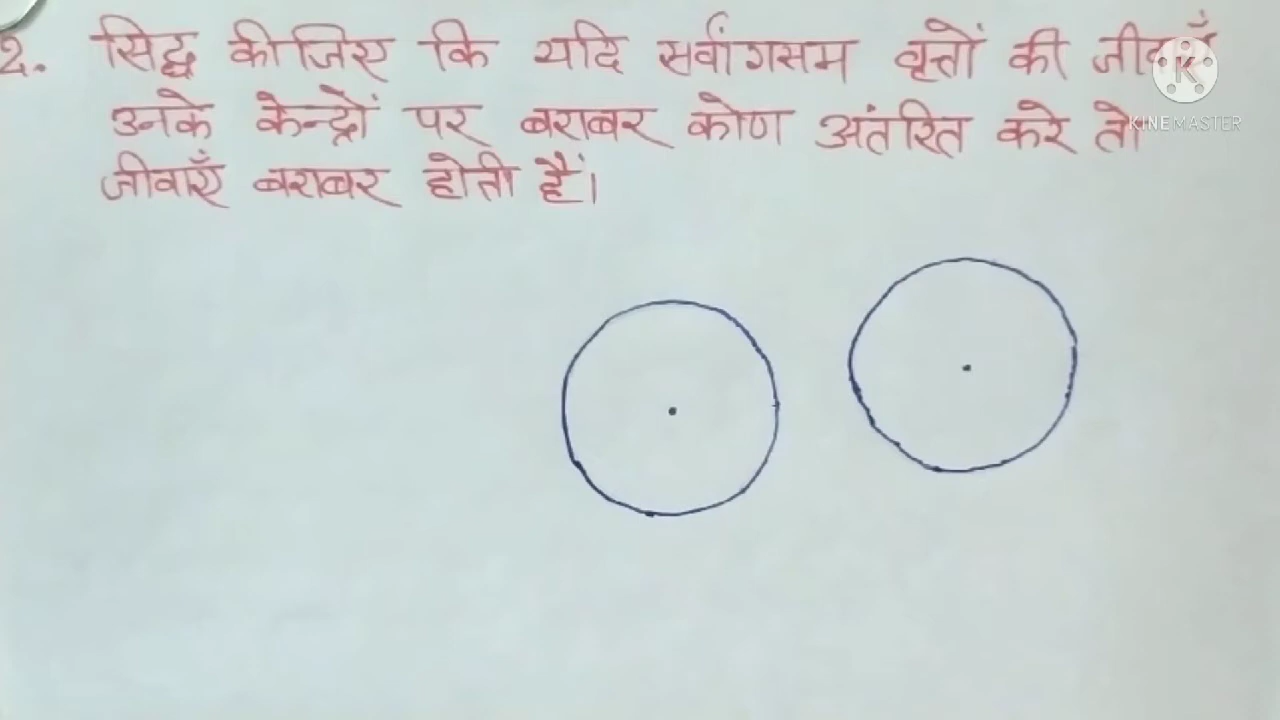 2. सिद्ध कीजिए कि यदि सर्वांगसम वृत्तों की जीवाएँ
उनके केन्द्रों पर बराबर कोण अंतरित करे तो
जीवाएँ बराबर होती हैं।
K
KINEMASTER